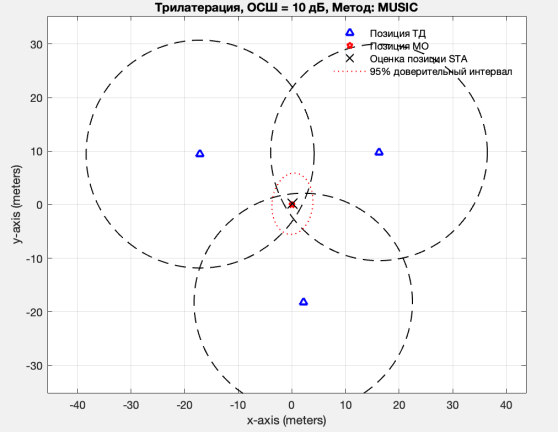 Трилатерация, ОСШ = 10 дБ, Метод: MUSIC
Позиция ТД
Позиция МО
Оценка позиции STA
95% доверительный интервал
30
20
10
0
-10
-20
-30
y-axis (meters)
-40
-30
-20
-10
0
10
20
30
40
x-axis (meters)